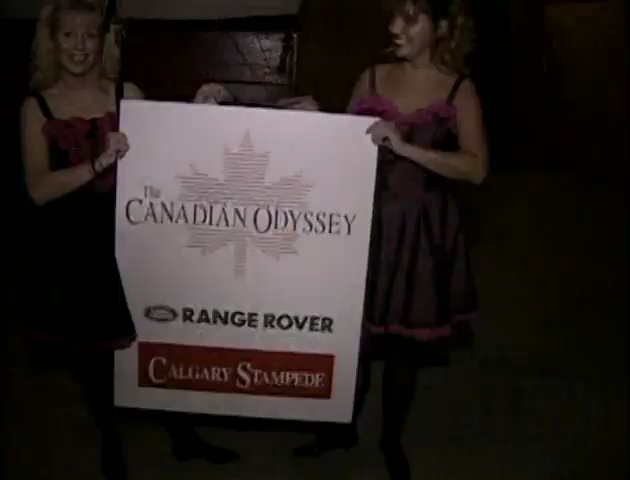 The
CANADIAN ODYSSEY
RANGE ROVER
CALGARY STAMPEDE